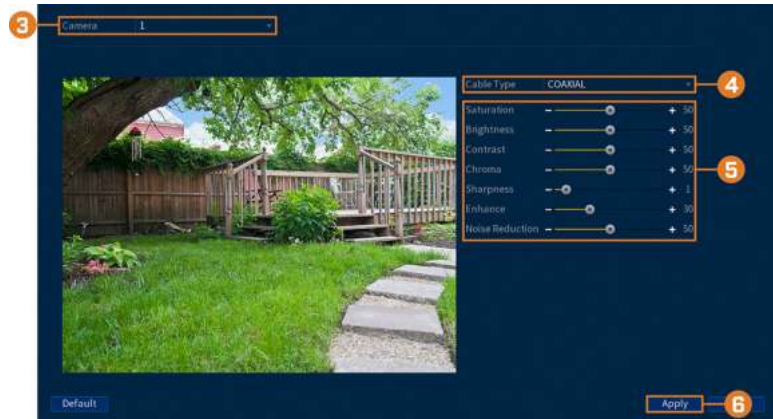 3 Camera 1
Cable Type COAXIAL 4
Saturation - + 50
Brightness - + 50
Contrast - + 50
Chroma - + 50
5
Sharpness - + 1
Enhance - + 30
Noise Reduction - + 50
Default Apply 6